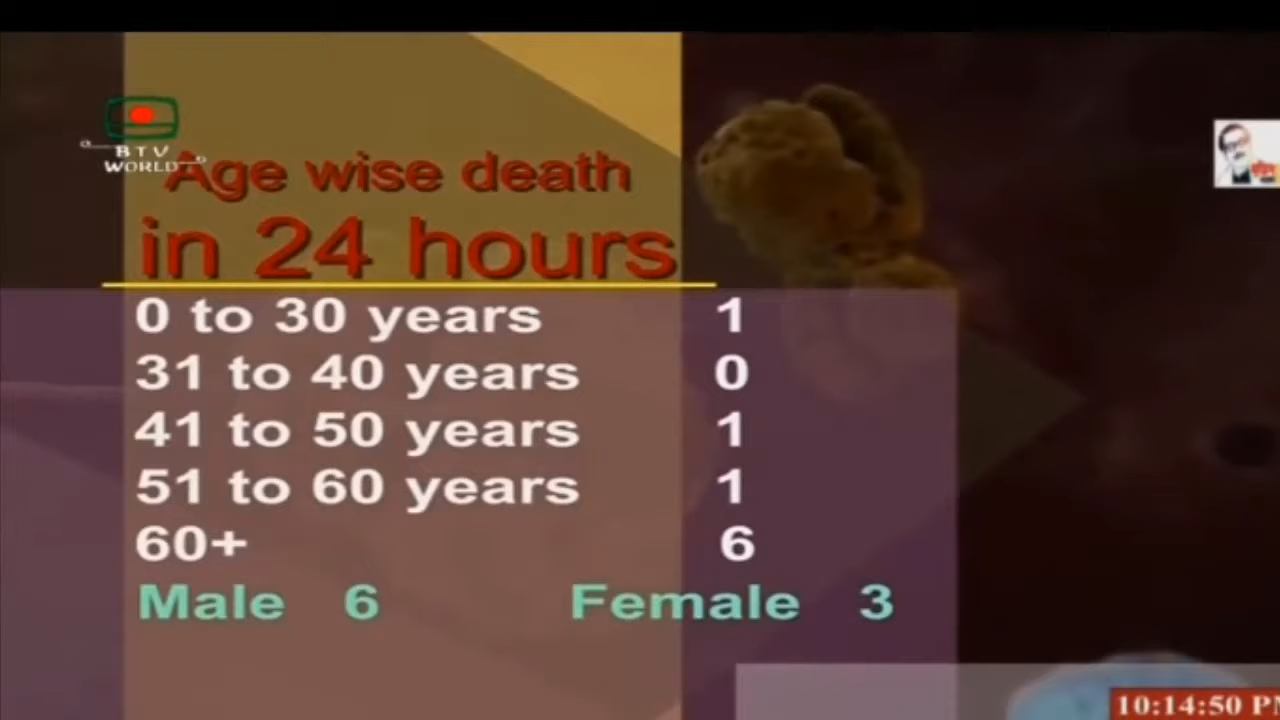 BTV
WORLD
Age wise death
in 24 hours
0 to 30 years 1
31 to 40 years 0
41 to 50 years 1
51 to 60 years 1
60+ 6
Male 6 Female 3
10:14:50